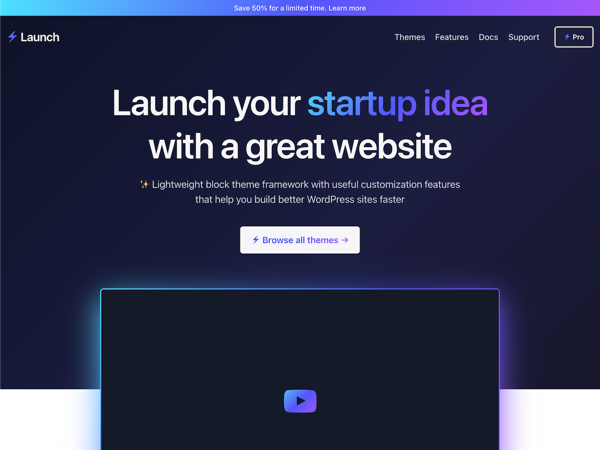 Save 50% for a limited time. Learn more
Launch
Themes
Features
Docs
Support
Pro
Launch your startup idea
with a great website
✨ Lightweight block theme framework with useful customization features
that help you build better WordPress sites faster
Browse all themes →